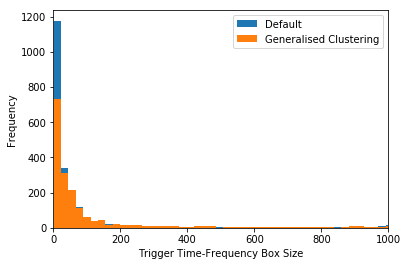 Default
Generalised Clustering
1200
1000
800
600
400
200
0
Frequency
0 200 400 600 800 1000
Trigger Time-Frequency Box Size